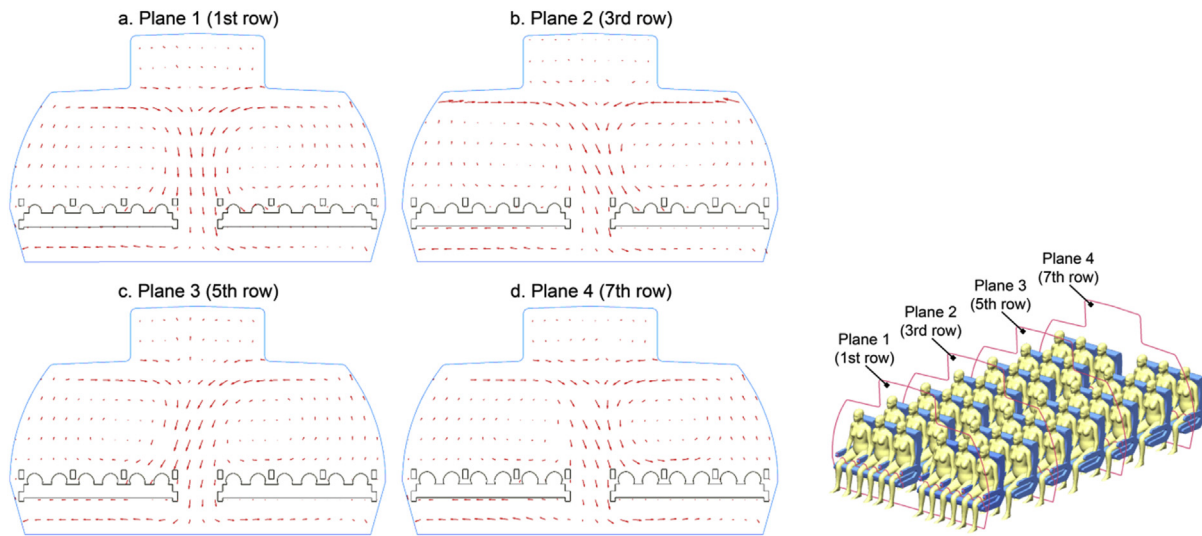 a. Plane 1 (1st row)
b. Plane 2 (3rd row)
c. Plane 3 (5th row)
d. Plane 4 (7th row)
Plane 1
(1st row)
Plane 2
(3rd row)
Plane 3
(5th row)
Plane 4
(7th row)